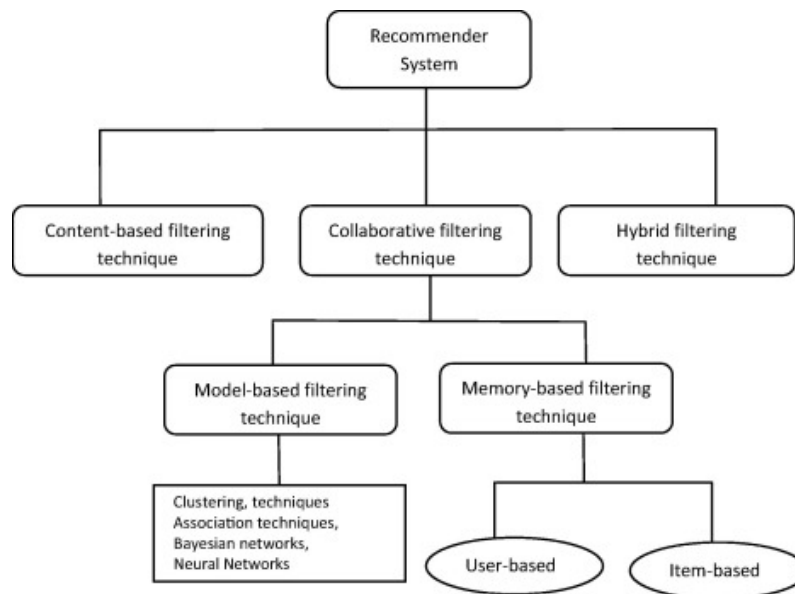 Recommender
System
Content-based filtering
technique
Collaborative filtering
technique
Hybrid filtering
technique
Model-based filtering
technique
Memory-based filtering
technique
Clustering, techniques
Association techniques,
Bayesian networks,
Neural Networks
User-based
Item-based